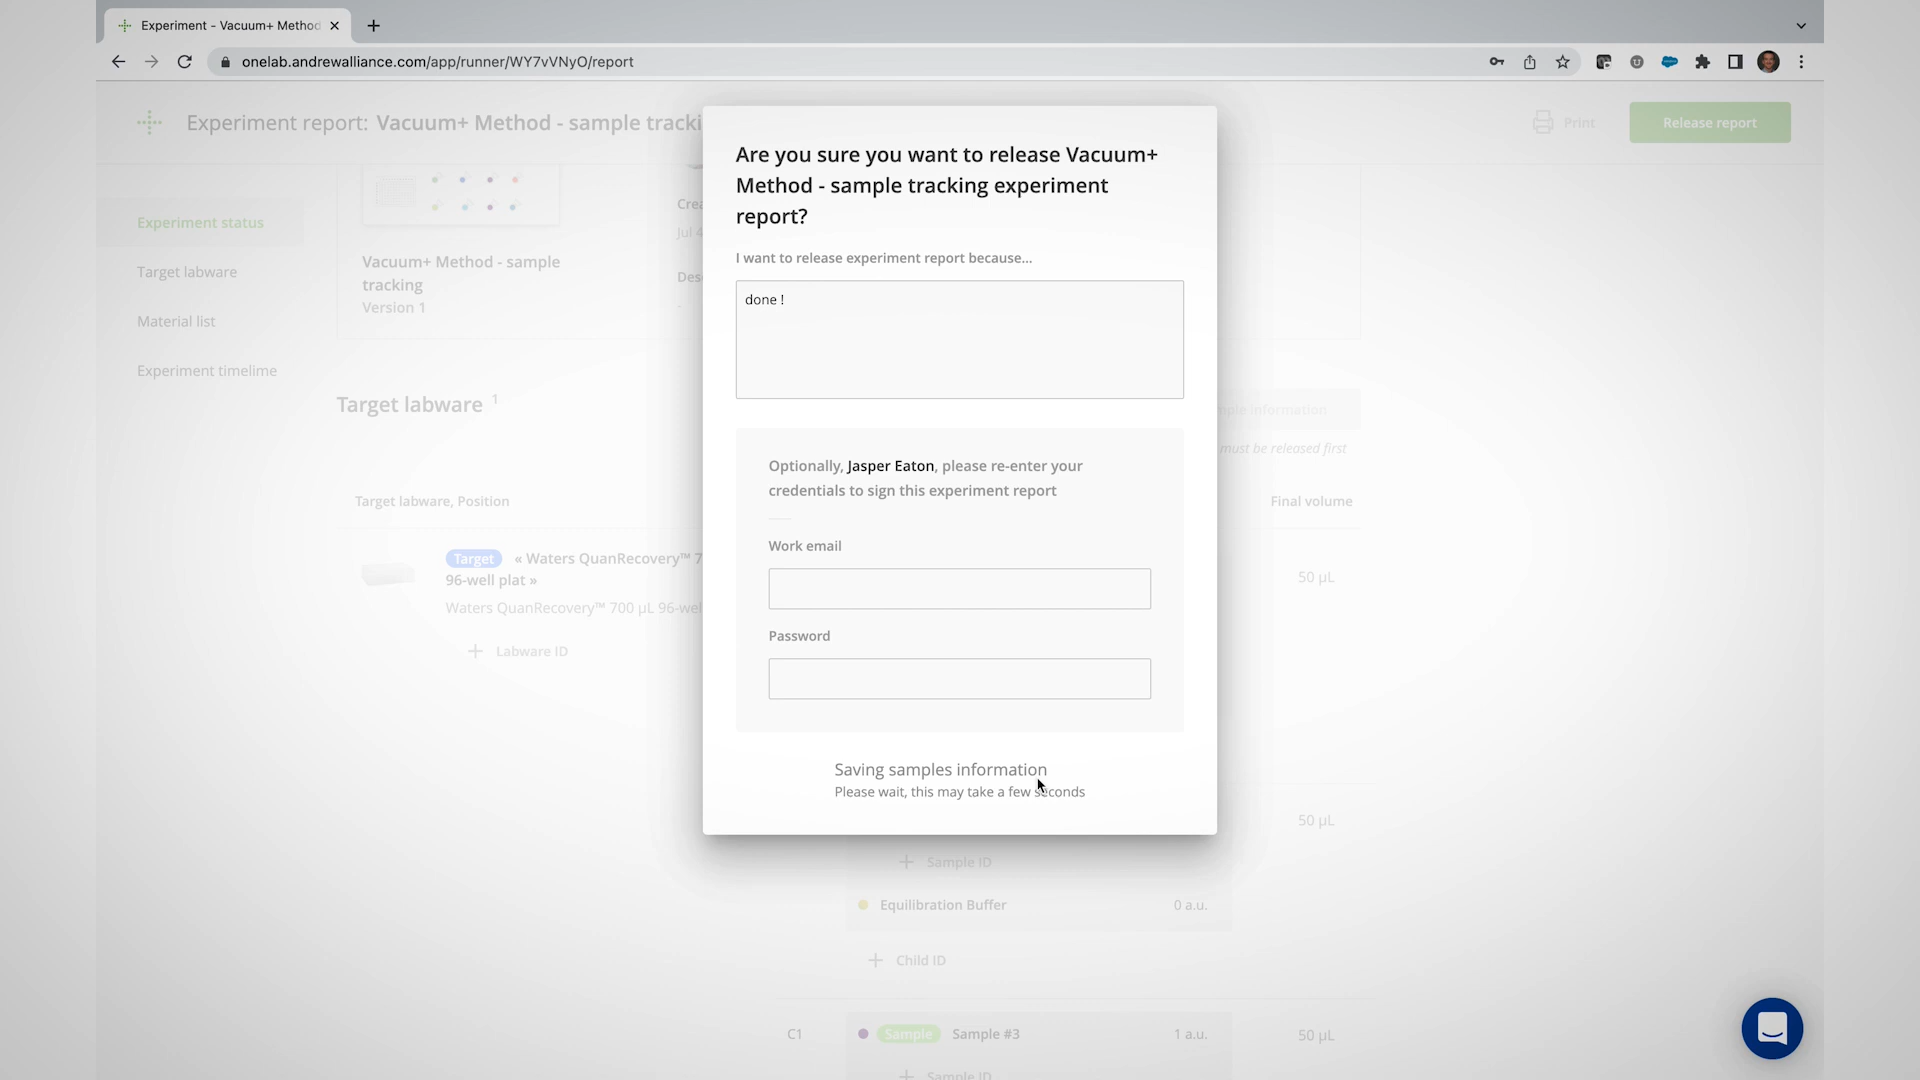 Experiment - Vacuum+ Method
onelab.andrewalliance.com/app/runner/WY7vVNyO/report
Experiment report: Vacuum+ Method - sample tracki
Print
Release report
Experiment status
Target labware
Material list
Experiment timelime
Vacuum+ Method - sample
tracking
Version 1
Crea
Jul 4
Des
Target labware 1
Target labware, Position
Target « Waters QuanRecovery™ 7
96-well plat »
Waters QuanRecovery™ 700 µL 96-wel
+ Labware ID
Are you sure you want to release Vacuum+
Method - sample tracking experiment
report?
I want to release experiment report because...
done !
Optionally, Jasper Eaton, please re-enter your
credentials to sign this experiment report
Work email
Password
Saving samples information
Please wait, this may take a few seconds
mple information
must be released first
Final volume
50 µL
50 µL
+ Sample ID
Equilibration Buffer 0 a.u.
+ Child ID
C1 Sample Sample #3 1 a.u. 50 µL
+ Sample ID